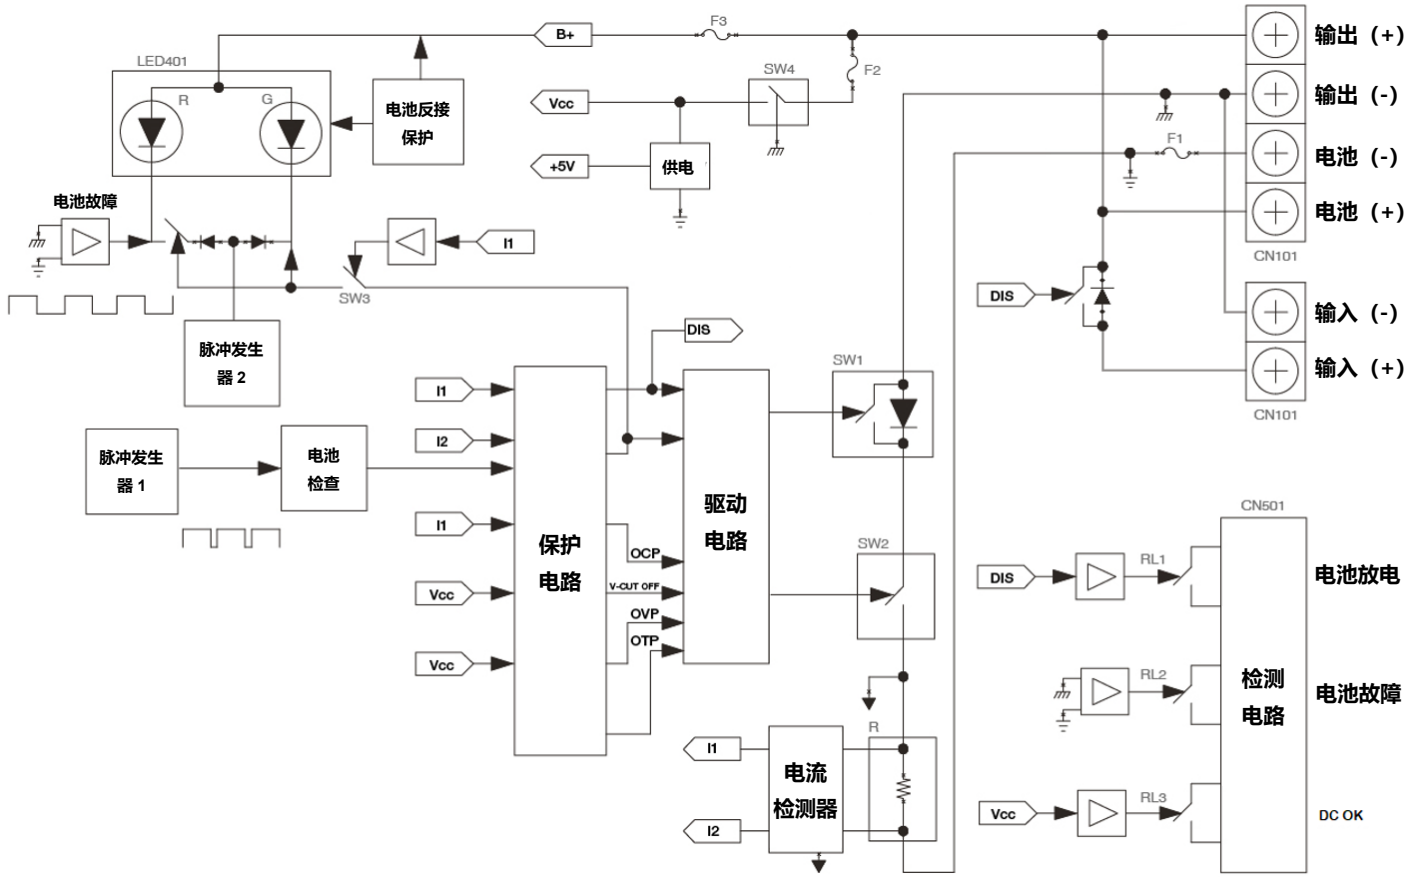 F3
B+
输出（+）
LED401
SW4
F2
R
G
电池反接
保护
Vcc
输出（-）
F1
+5V
供电
电池（-）
电池故障
电池（+）
I1
CN101
SW3
DIS
输入（-）
脉冲发生
器 2
DIS
SW1
输入（+）
I1
CN101
I2
脉冲发生
器 1
电池
检查
驱动
电路
CN501
I1
保护
电路
OCP
SW2
DIS
RL1
电池放电
Vcc
V-CUT OFF
OVP
OTP
Vcc
RL2
检测
电路
电池故障
R
I1
电流
检测器
I2
Vcc
RL3
DC OK